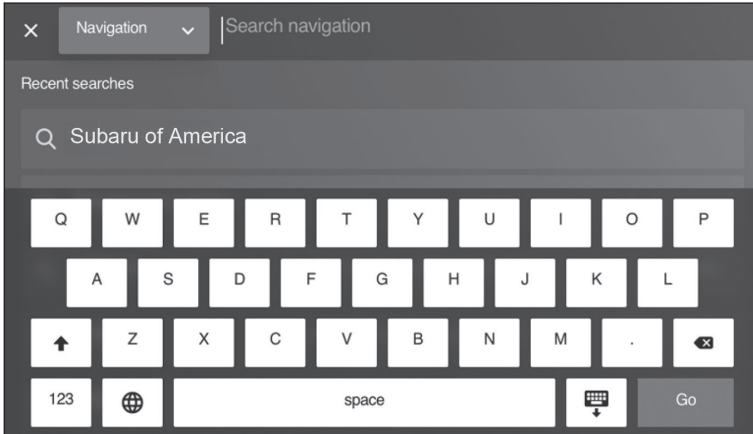 Navigation Search navigation
Recent searches
Subaru of America
Q W E R T Y U I O P
A S D F G H J K L
Z X C V B N M .
123 space Go